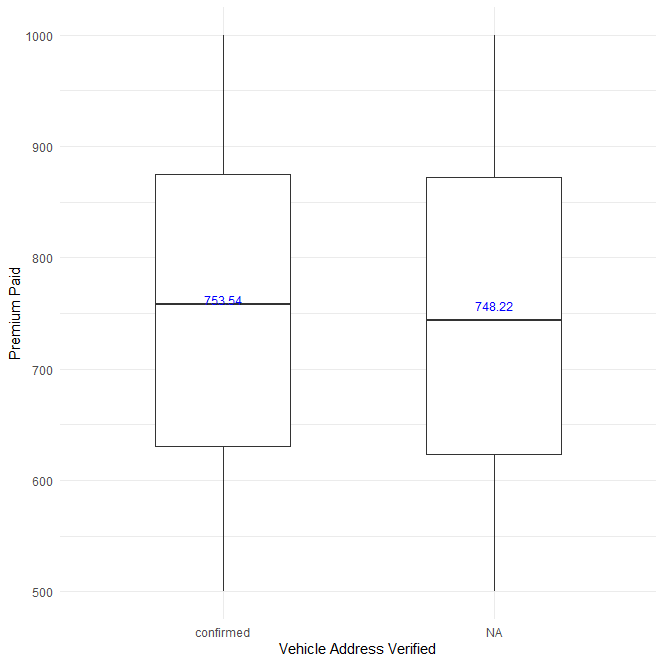 1000
900
800
700
600
500
Premium Paid
753.54
748.22
confirmed
NA
Vehicle Address Verified